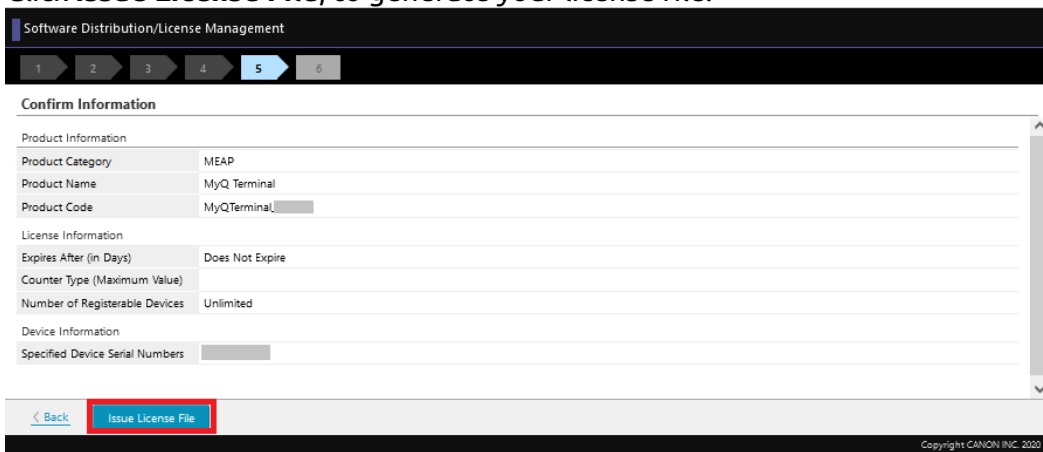 Software Distribution/License Management
1 2 3 4 5 6
Confirm Information
Product Information
Product Category MEAP
Product Name MyQ Terminal
Product Code MyQTerminal_
License Information
Expires After (in Days) Does Not Expire
Counter Type (Maximum Value)
Number of Registerable Devices Unlimited
Device Information
Specified Device Serial Numbers
< Back Issue License File
Copyright CANON INC. 2020